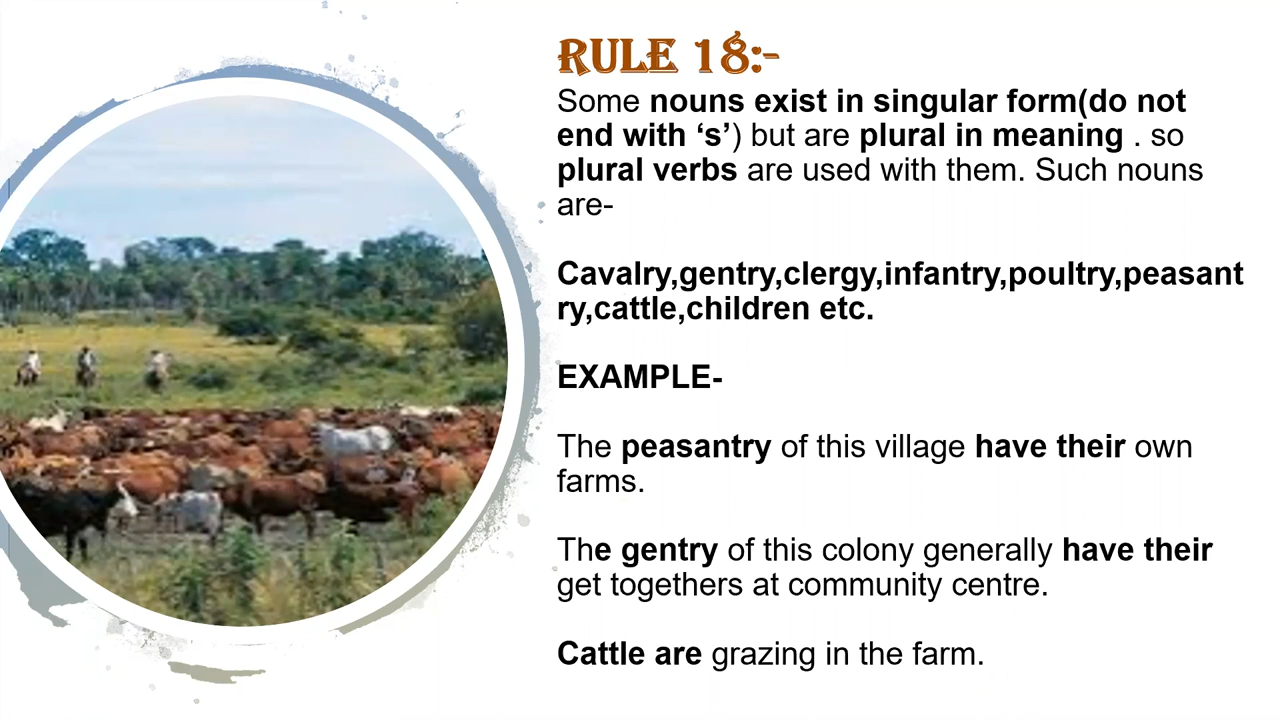 RULE 18:-
Some nouns exist in singular form(do not
end with ‘s’) but are plural in meaning . so
plural verbs are used with them. Such nouns
are-
Cavalry,gentry,clergy,infantry,poultry,peasant
ry,cattle,children etc.
EXAMPLE-
The peasantry of this village have their own
farms.
The gentry of this colony generally have their
get togethers at community centre.
Cattle are grazing in the farm.